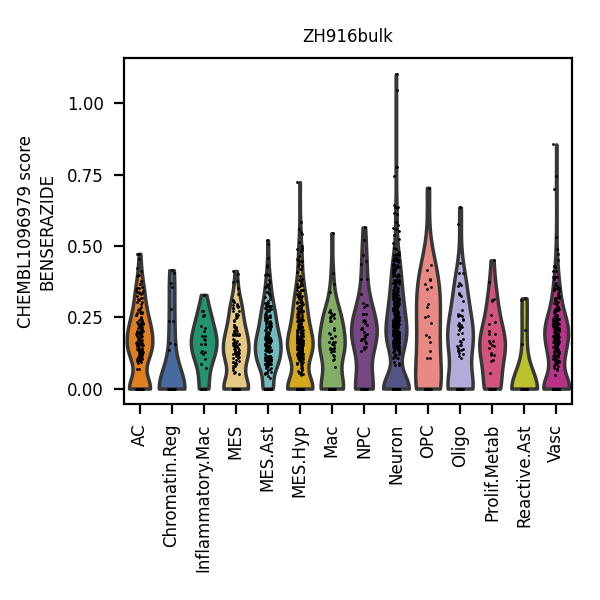 ZH916bulk
CHEMBL1096979 score
BENSERAZIDE
1.00
0.75
0.50
0.25
0.00
AC
Chromatin.Reg
Inflammatory.Mac
MES
MES.Ast
MES.Hyp
Mac
NPC
Neuron
OPC
Oligo
Prolif.Metab
Reactive.Ast
Vasc